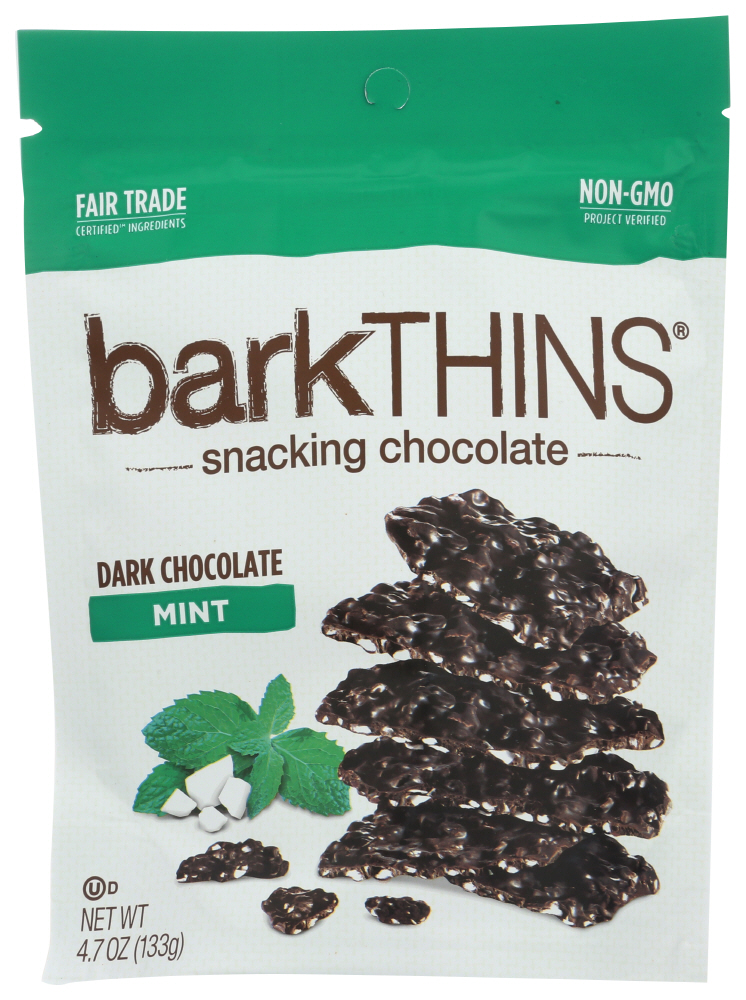 FAIR TRADE
CERTIFIED™ INGREDIENTS
NON-GMO
PROJECT VERIFIED
barkTHINS®
snacking chocolate
DARK CHOCOLATE
MINT
U D
NET WT
4.7 OZ (133g)